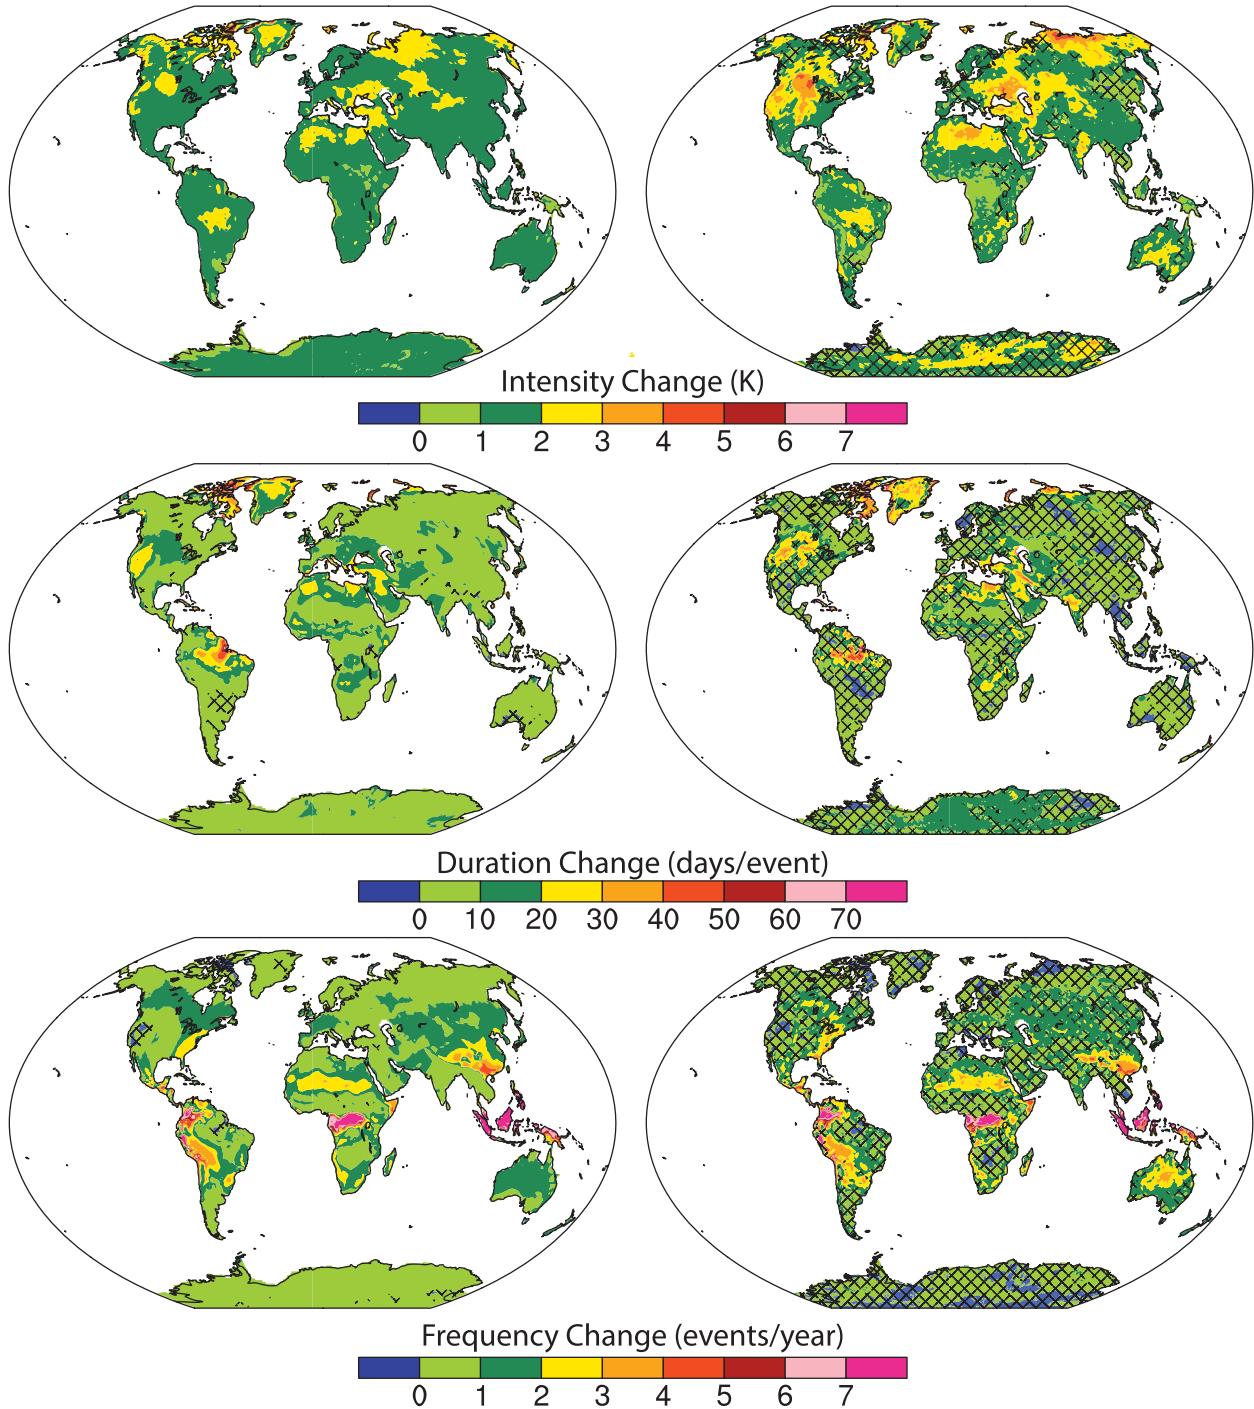 Intensity Change (K)
0 1 2 3 4 5 6 7
Duration Change (days/event)
0 10 20 30 40 50 60 70
Frequency Change (events/year)
0 1 2 3 4 5 6 7